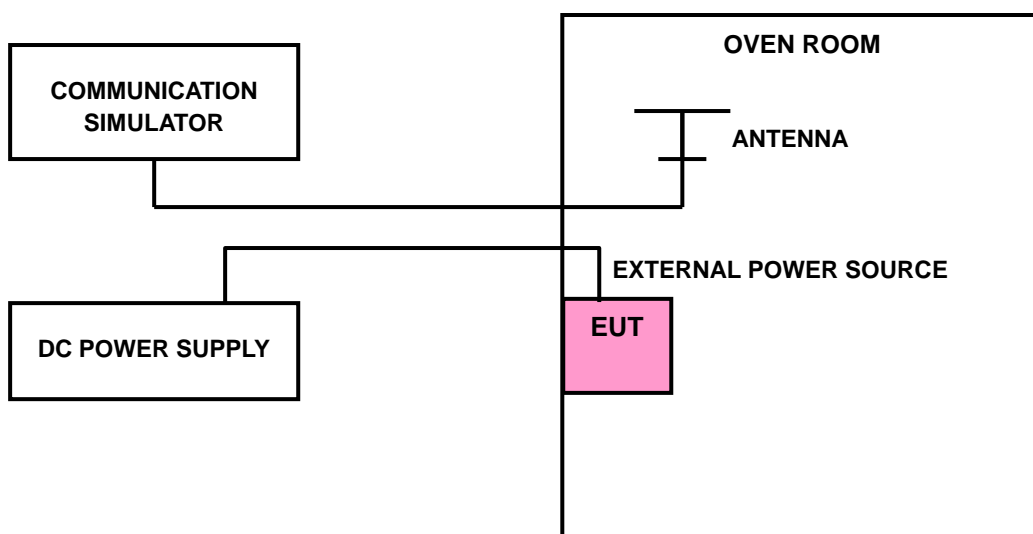 OVEN ROOM
COMMUNICATION
SIMULATOR
ANTENNA
EXTERNAL POWER SOURCE
EUT
DC POWER SUPPLY